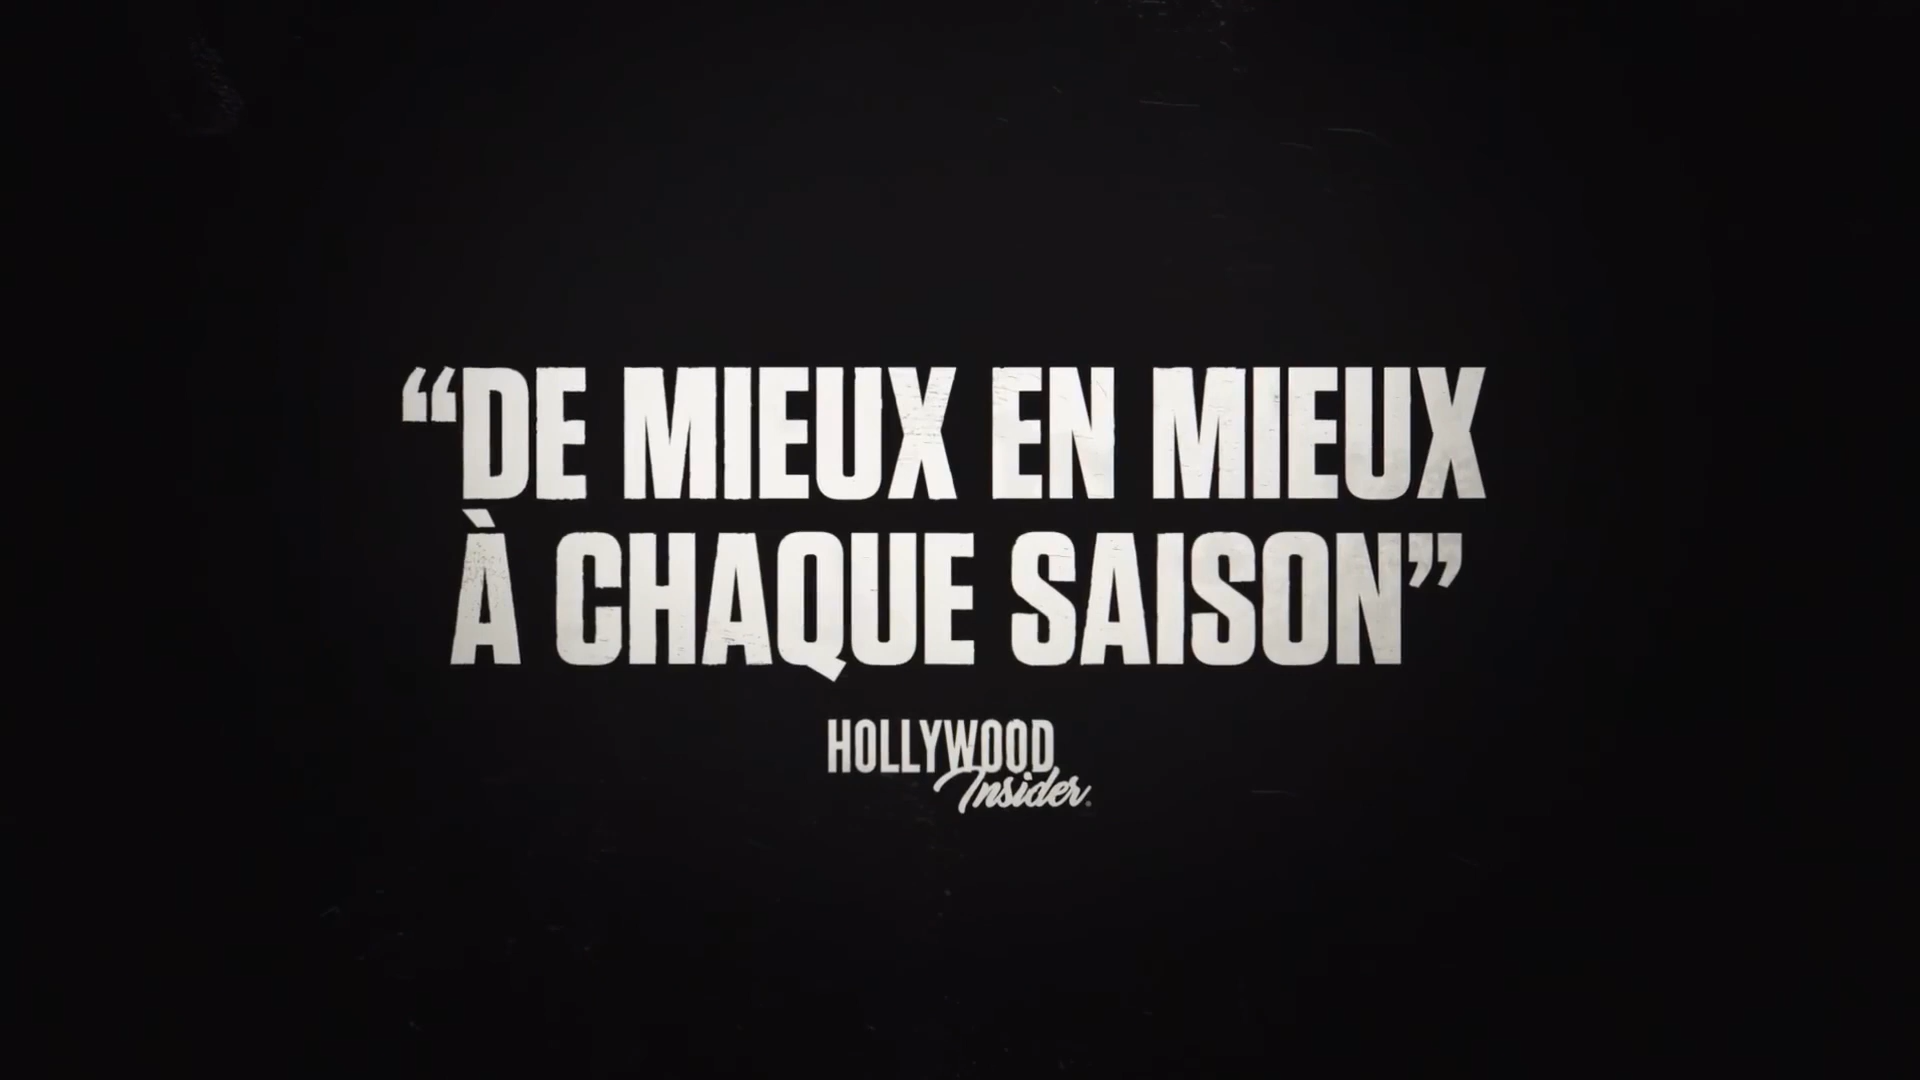 “DE MIEUX EN MIEUX
À CHAQUE SAISON”
HOLLYWOOD
Insider